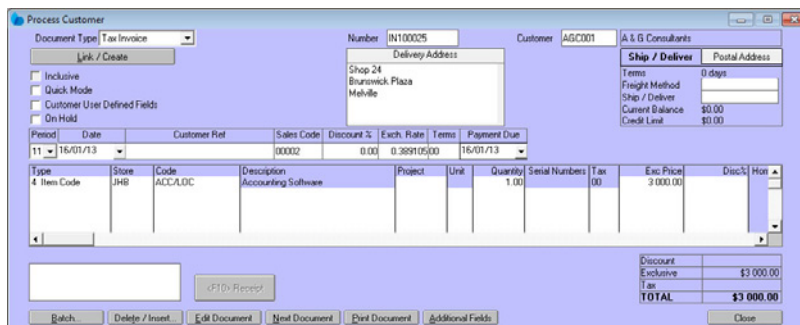 Process Customer
Document Type Tax Invoice Number IN100025 Customer AGC001 A & G Consultants
Link / Create Delivery Address Ship / Deliver Postal Address
Shop 24
Brunswick Plaza
Melville
Terms 0 days
Freight Method
Ship / Deliver
Current Balance $0.00
Credit Limit $0.00
Inclusive
Quick Mode
Customer User Defined Fields
On Hold
Period Date Customer Ref Sales Code Discount % Exch. Rate Terms Payment Due
11 16/01/13 00002 0.00 0.389105 00 16/01/13
Type Store Code Description Project Unit Quantity Serial Numbers Tax Exc Price Disc% Hon
4 Item Code JHB ACC/LOC Accounting Software 1.00 00 3 000.00
<F10> Receipt
Discount
Exclusive $3 000.00
Tax
TOTAL $3 000.00
Batch... Delete / Insert... Edit Document Next Document Print Document Additional Fields Close